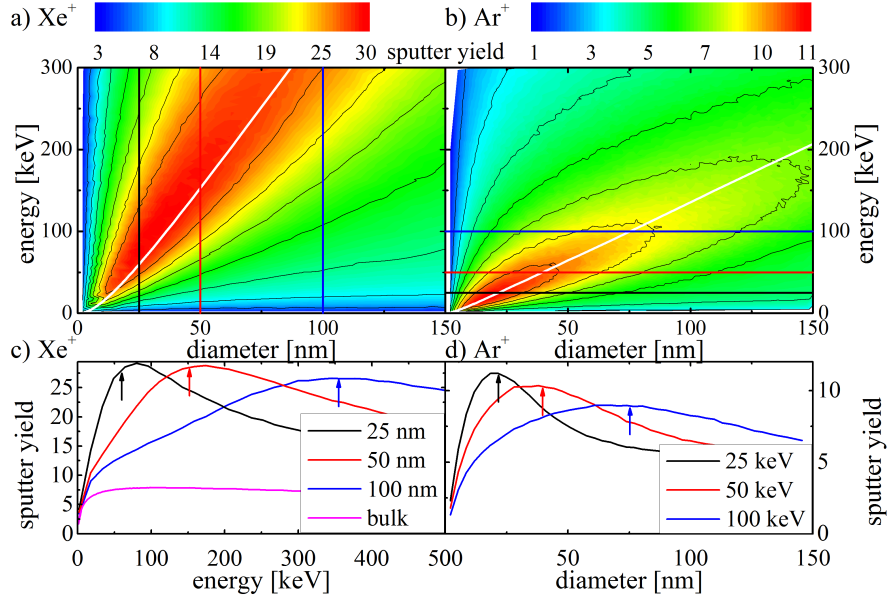 a) Xe+ b) Ar+
3 8 14 19 25 30 sputter yield 1 3 5 7 10 11
300 300
200 200
100 100
0 0
energy [keV] energy [keV]
0 50 100 150 50 100 150
diameter [nm] diameter [nm]
c) Xe+ d) Ar+
25 nm
50 nm
100 nm
bulk
25 keV
50 keV
100 keV
25
20
15
10
5
0
10
5
0
sputter yield sputter yield
0 100 200 300 400 500 50 100 150
energy [keV] diameter [nm]